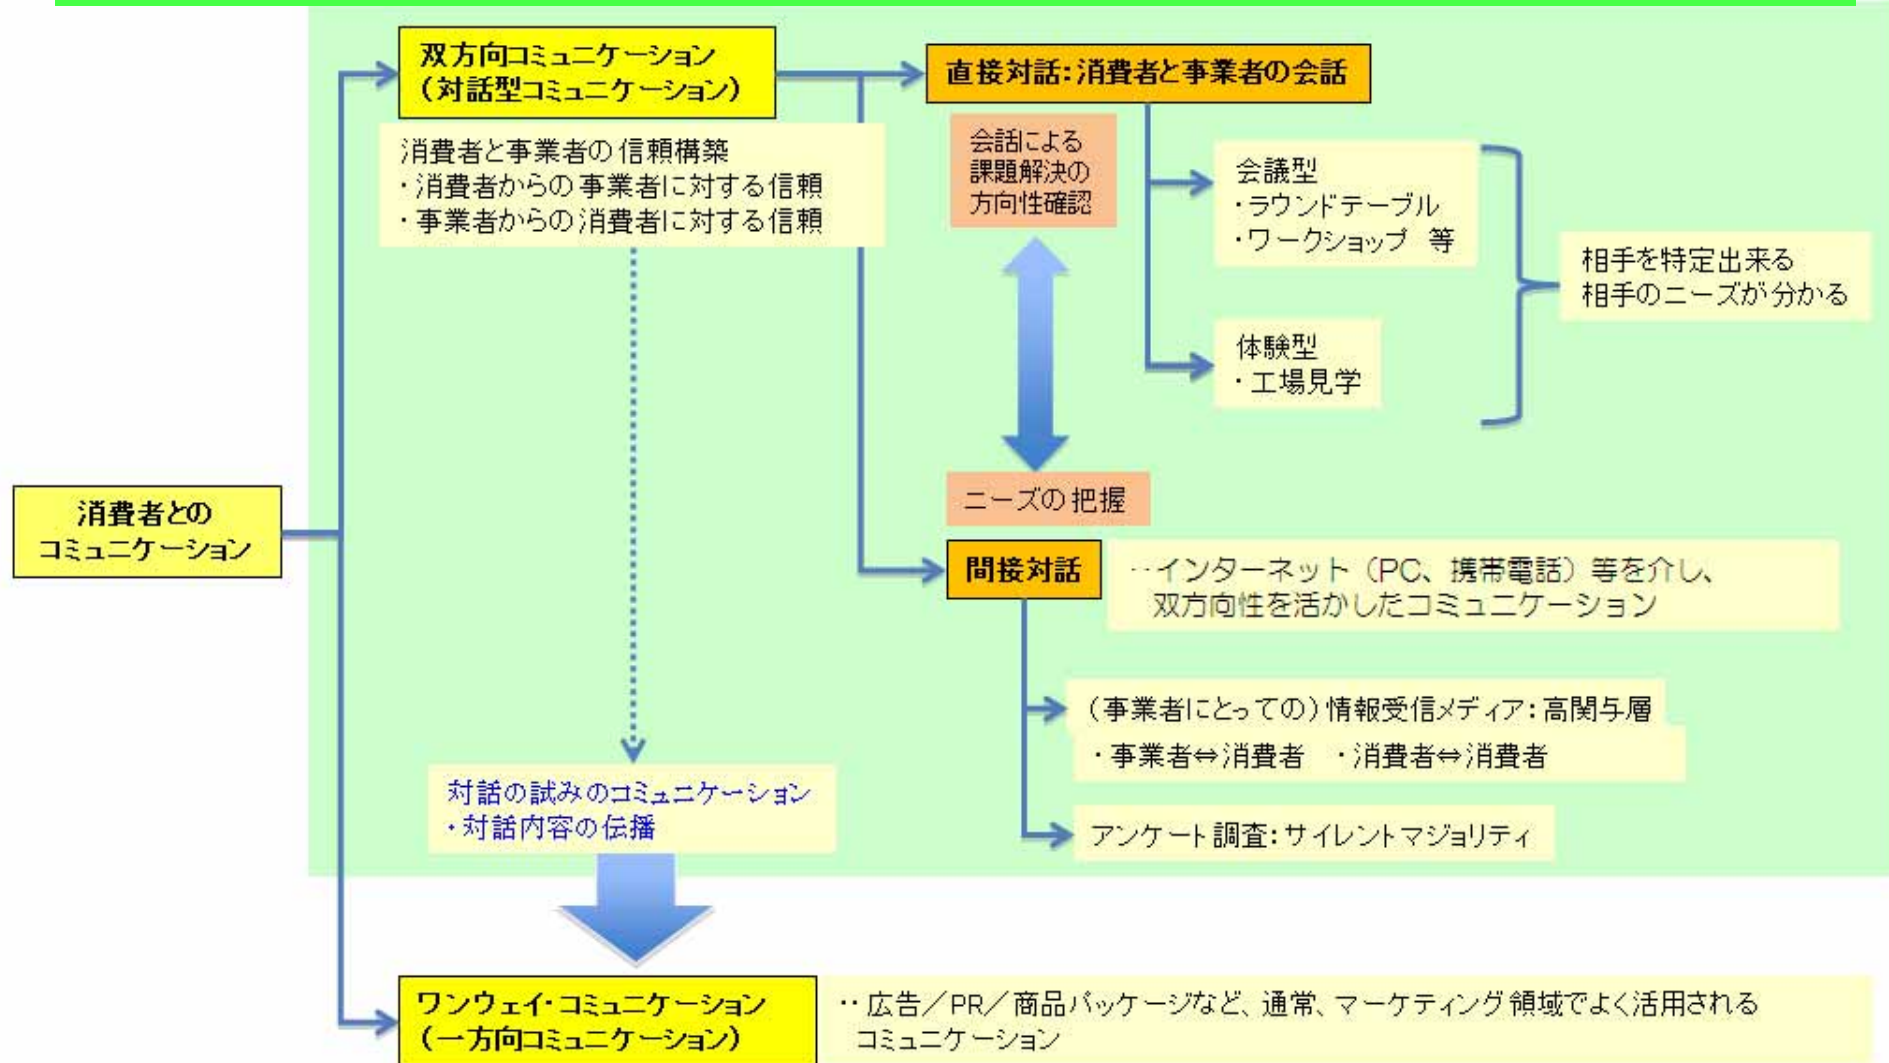 双方向コミュニケーション
（対話型コミュニケーション）
消費者と事業者の信頼構築
・消費者からの事業者に対する信頼
・事業者からの消費者に対する信頼
直接対話：消費者と事業者の会話
会話による
課題解決の
方向性確認
会議型
・ラウンドテーブル
・ワークショップ 等
相手を特定出来る
相手のニーズが分かる
体験型
・工場見学
消費者との
コミュニケーション
ニーズの把握
間接対話
‥インターネット（PC、携帯電話）等を介し、
双方向性を活かしたコミュニケーション
（事業者にとっての）情報受信メディア：高関与層
・事業者⇔消費者 ・消費者⇔消費者
アンケート調査：サイレントマジョリティ
対話の試みのコミュニケーション
・対話内容の伝播
ワンウェイ・コミュニケーション
（一方向コミュニケーション）
‥広告／PR／商品パッケージなど、通常、マーケティング領域でよく活用される
コミュニケーション